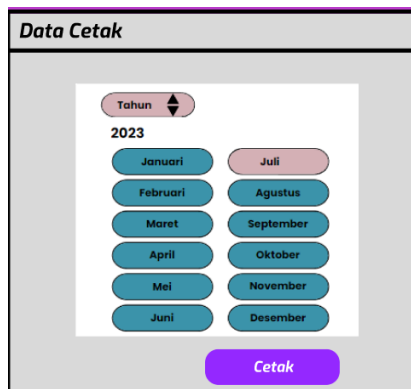 Data Cetak
Tahun
2023
Januari Juli
Februari Agustus
Maret September
April Oktober
Mei November
Juni Desember
Cetak